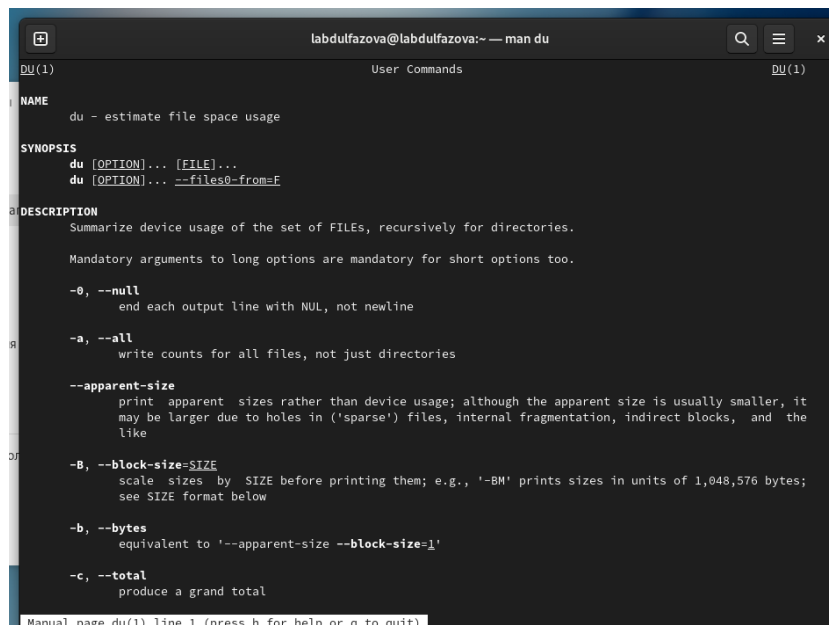 labdulfazova@labdulfazova:~ — man du
DU(1) User Commands DU(1)
NAME
du - estimate file space usage
SYNOPSIS
du [OPTION]... [FILE]...
du [OPTION]... --files0-from=F
DESCRIPTION
Summarize device usage of the set of FILEs, recursively for directories.
Mandatory arguments to long options are mandatory for short options too.
-0, --null
end each output line with NUL, not newline
-a, --all
write counts for all files, not just directories
--apparent-size
print apparent sizes rather than device usage; although the apparent size is usually smaller, it
may be larger due to holes in ('sparse') files, internal fragmentation, indirect blocks, and the
like
-B, --block-size=SIZE
scale sizes by SIZE before printing them; e.g., '-BM' prints sizes in units of 1,048,576 bytes;
see SIZE format below
-b, --bytes
equivalent to '--apparent-size --block-size=1'
-c, --total
produce a grand total
Manual page du(1) line 1 (press h for help or q to quit)